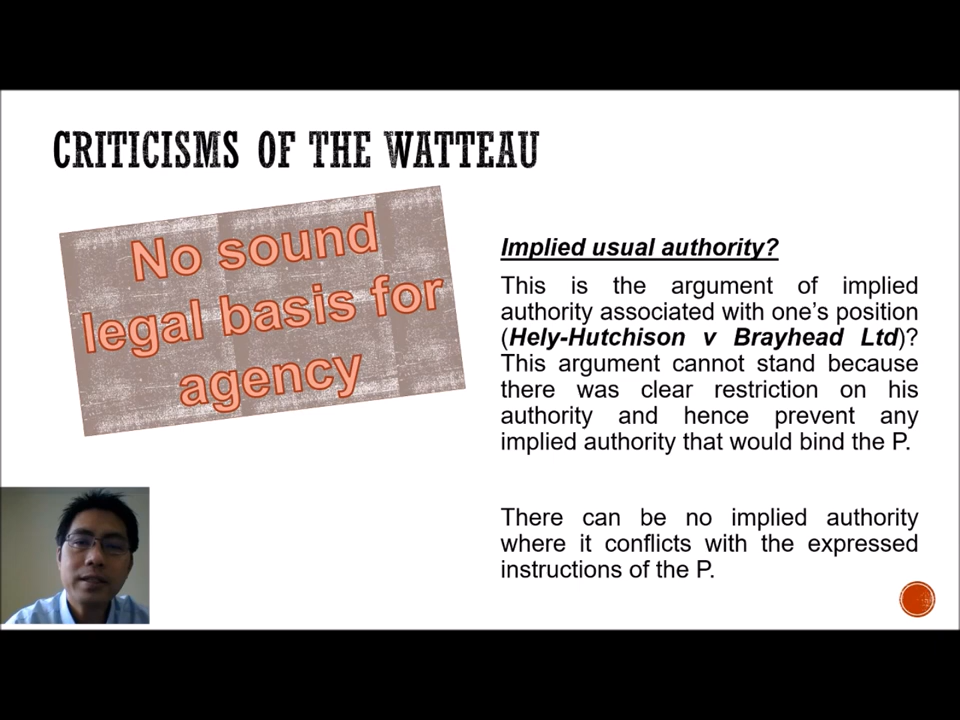 CRITICISMS OF THE WATTEAU
No sound
legal basis for
agency
Implied usual authority?
This is the argument of implied
authority associated with one's position
(Hely-Hutchison v Brayhead Ltd)?
This argument cannot stand because
there was clear restriction on his
authority and hence prevent any
implied authority that would bind the P.
There can be no implied authority
where it conflicts with the expressed
instructions of the P.